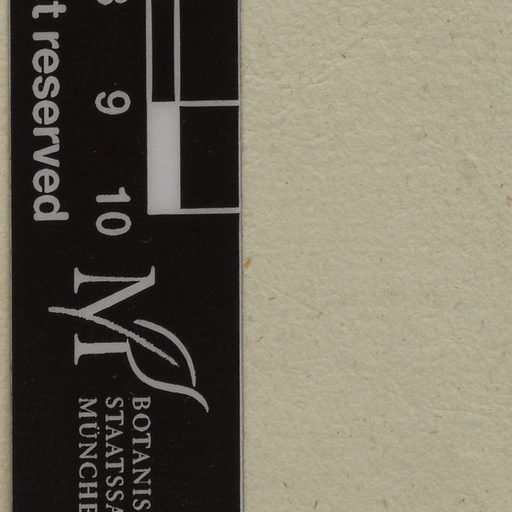 t reserved
9 10
BOTANIS
STAATSSA
MÜNCHE